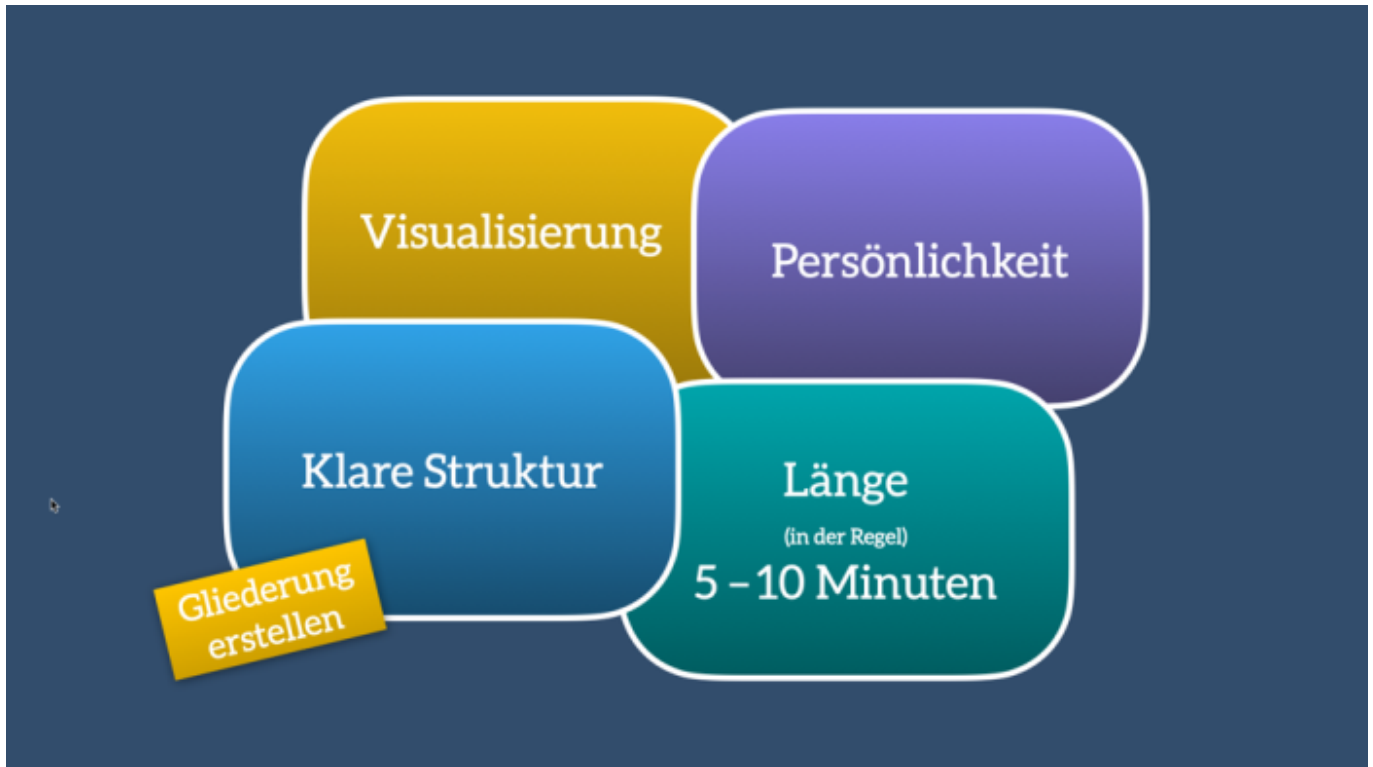 Visualisierung
Persönlichkeit
Klare Struktur
Länge
(in der Regel)
5 – 10 Minuten
Gliederung
erstellen